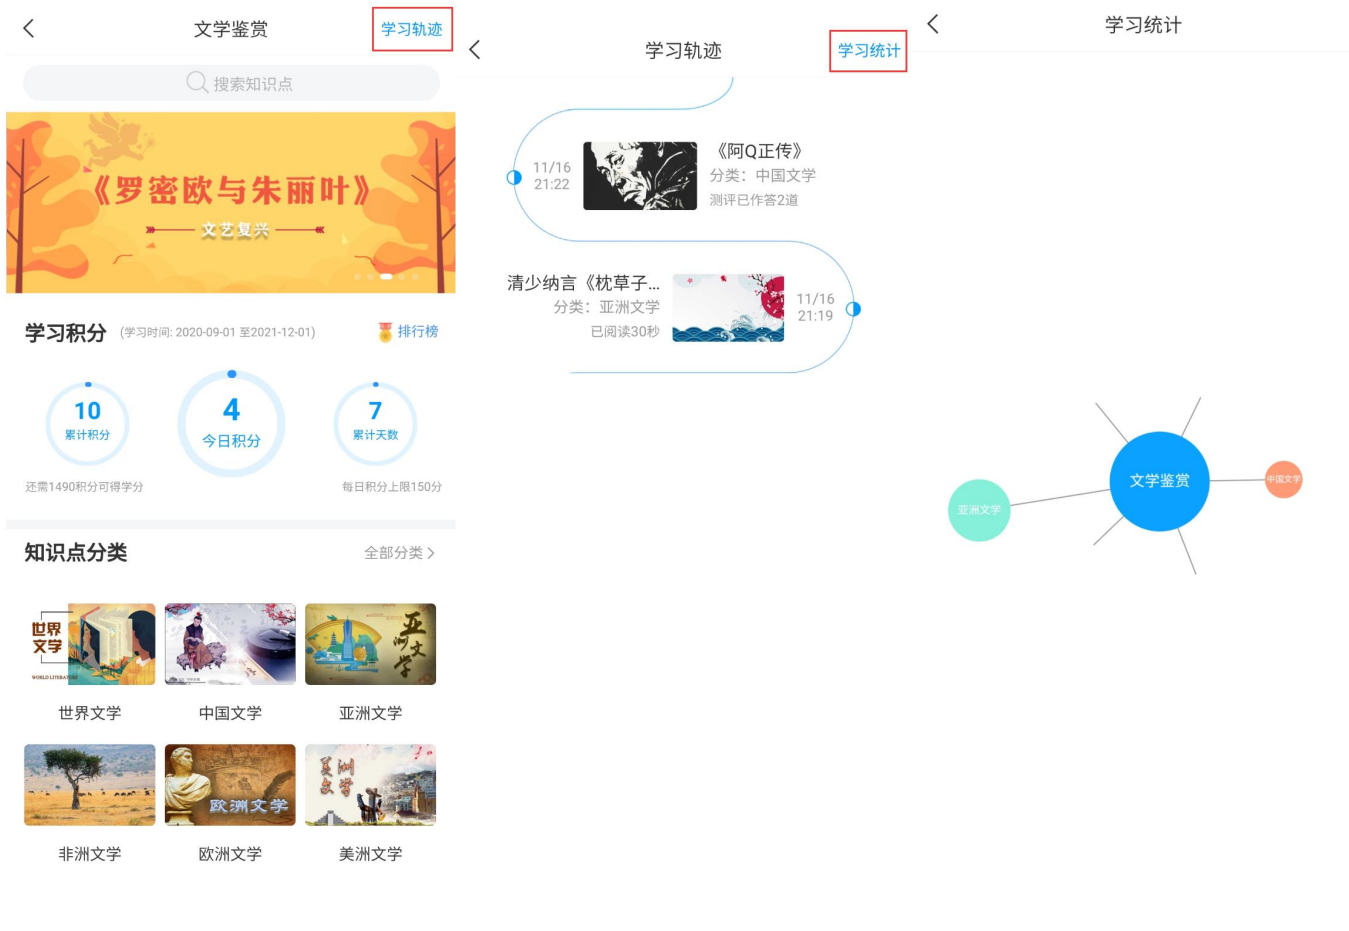 文学鉴赏
学习轨迹
搜索知识点
《罗密欧与朱丽叶》
文艺复兴
学习积分
(学习时间: 2020-09-01 至2021-12-01)
排行榜
10
累计积分
4
今日积分
7
累计天数
还需1490积分可得学分
每日积分上限150分
知识点分类
全部分类
世界
文学
WORLD LITERATURE
亚洲文学
世界文学
中国文学
亚洲文学
欧洲文学
美洲文学
非洲文学
欧洲文学
美洲文学
学习轨迹
学习统计
11/16
21:22
《阿Q正传》
分类：中国文学
测评已作答2道
清少纳言《枕草子...
分类：亚洲文学
已阅读30秒
11/16
21:19
学习统计
文学鉴赏
中国文学
亚洲文学